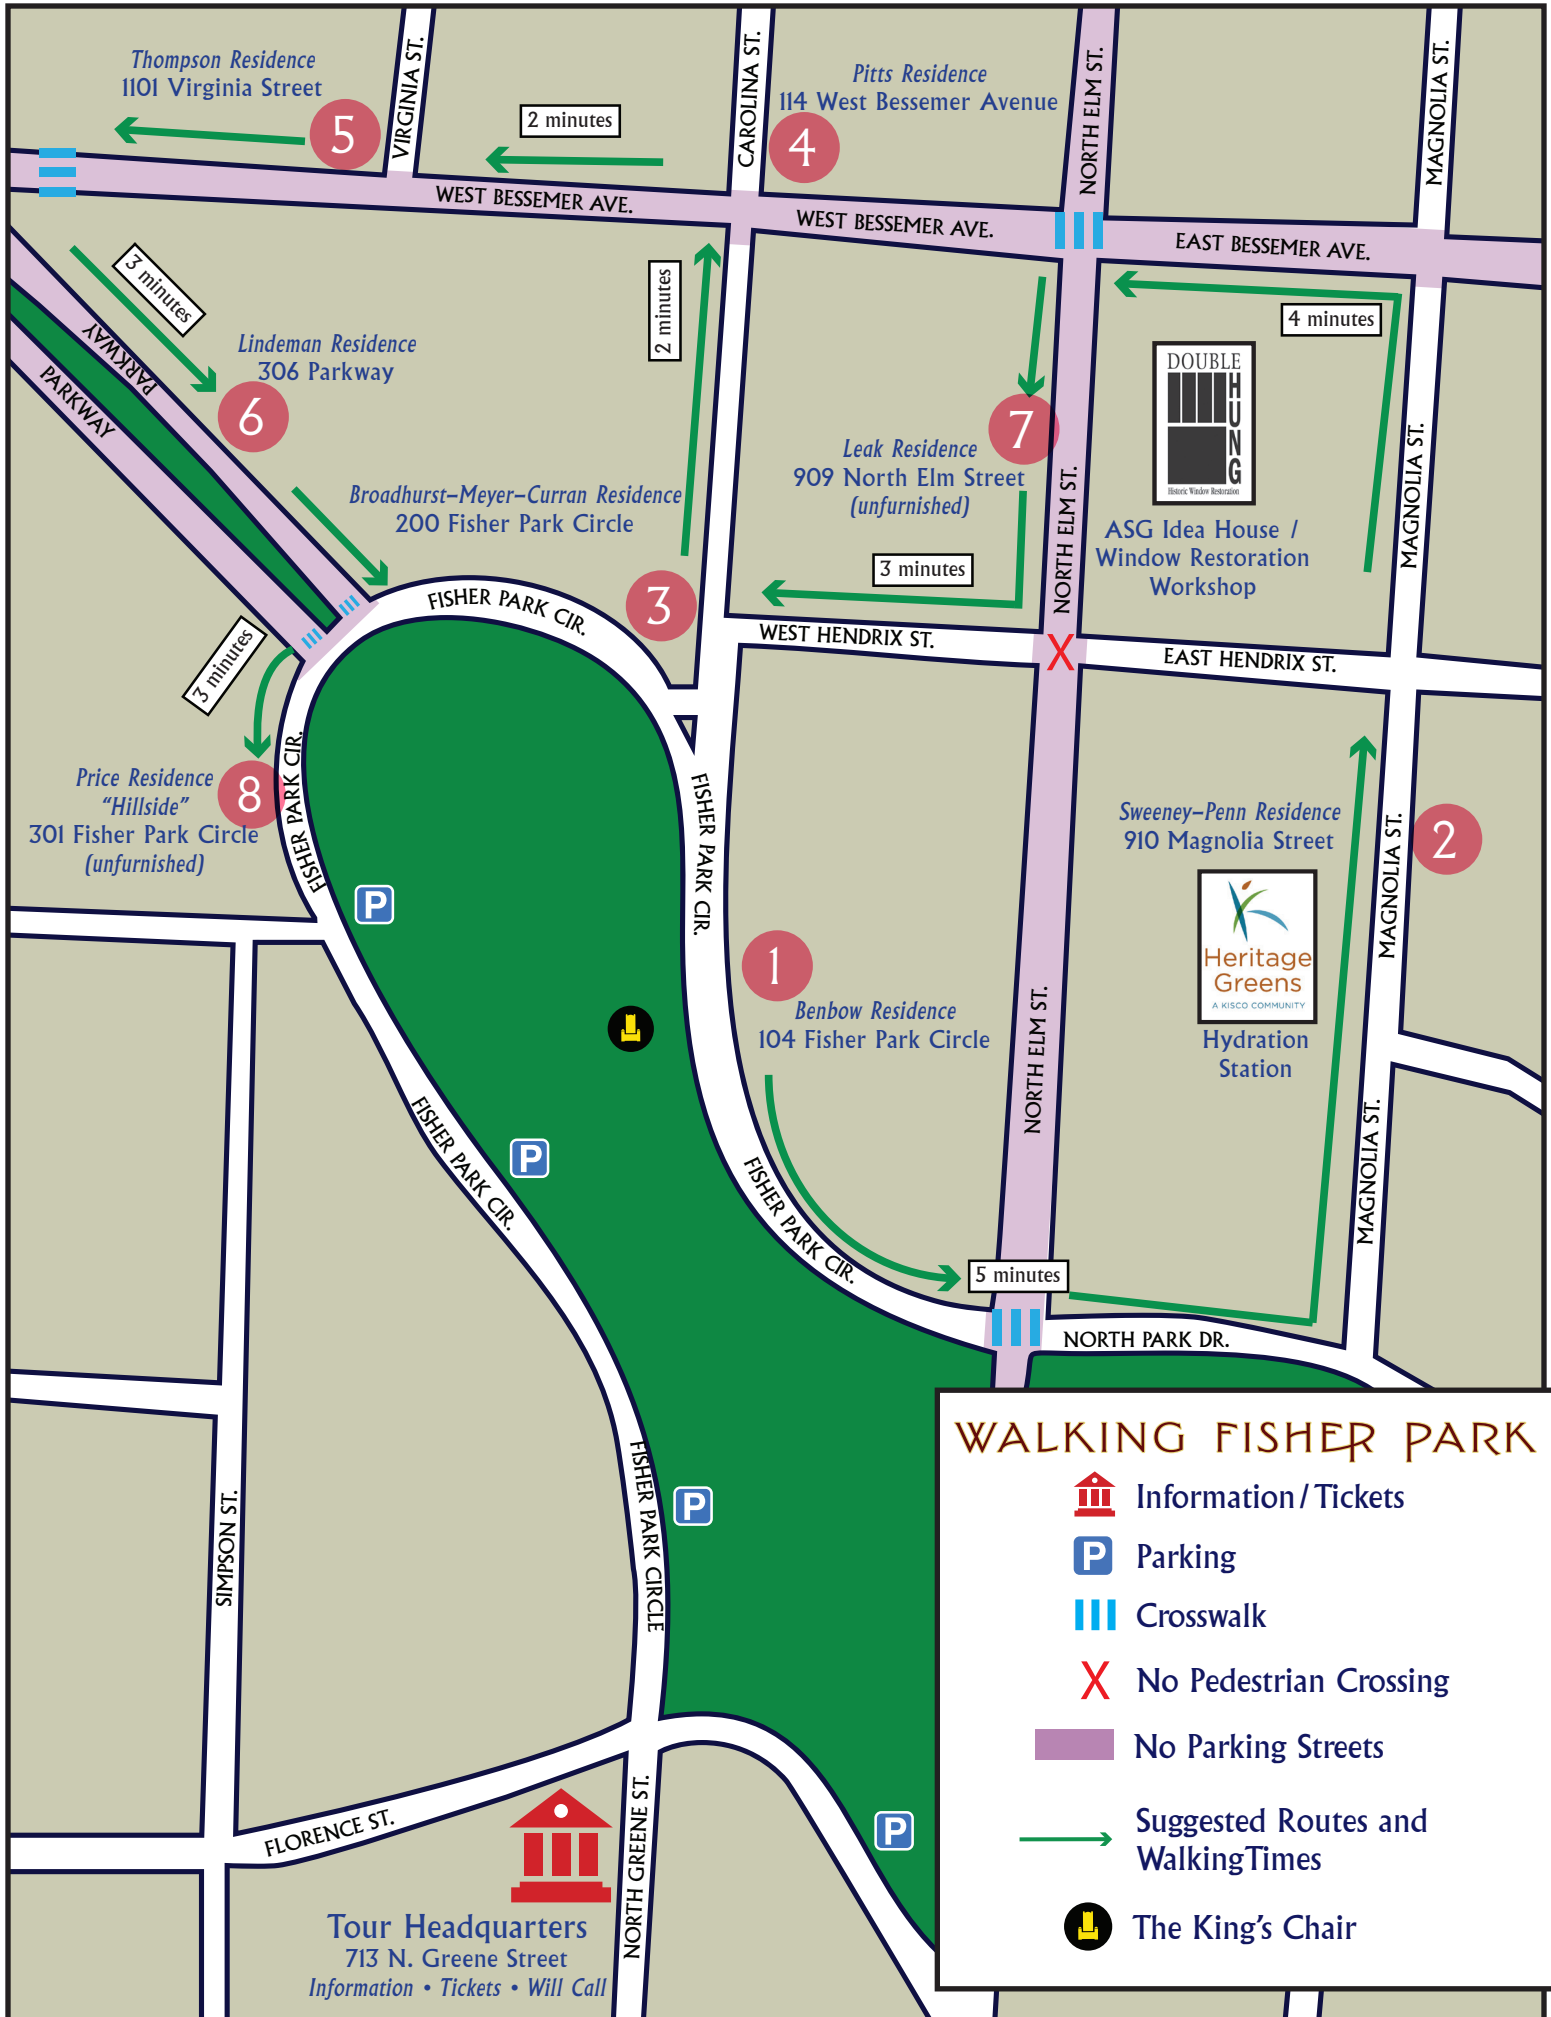 Thompson Residence
1101 Virginia Street
5
VIRGINIA ST.
2 minutes
CAROLINA ST.
Pitts Residence
114 West Bessemer Avenue
4
NORTH ELM ST.
MAGNOLIA ST.
WEST BESSEMER AVE.
WEST BESSEMER AVE.
EAST BESSEMER AVE.
3 minutes
2 minutes
4 minutes
PARKWAY
PARKWAY
Lindeman Residence
306 Parkway
6
DOUBLE
HUNG
Historic Window Restoration
7
Leak Residence
909 North Elm Street
(unfurnished)
NORTH ELM ST.
MAGNOLIA ST.
Broadhurst–Meyer–Curran Residence
200 Fisher Park Circle
ASG Idea House /
Window Restoration
Workshop
3 minutes
3
FISHER PARK CIR.
WEST HENDRIX ST.
X
EAST HENDRIX ST.
3 minutes
FISHER PARK CIR.
Price Residence
“Hillside”
301 Fisher Park Circle
(unfurnished)
8
FISHER PARK CIR.
Sweeney–Penn Residence
910 Magnolia Street
MAGNOLIA ST.
2
P
Heritage
Greens
A KISCO COMMUNITY
Hydration
Station
1
Benbow Residence
104 Fisher Park Circle
NORTH ELM ST.
FISHER PARK CIR.
P
FISHER PARK CIR.
MAGNOLIA ST.
5 minutes
NORTH PARK DR.
SIMPSON ST.
FISHER PARK CIRCLE
P
FLORENCE ST.
NORTH GREENE ST.
P
Tour Headquarters
713 N. Greene Street
Information • Tickets • Will Call
WALKING FISHER PARK
Information / Tickets
P Parking
Crosswalk
X No Pedestrian Crossing
No Parking Streets
Suggested Routes and
WalkingTimes
The King’s Chair